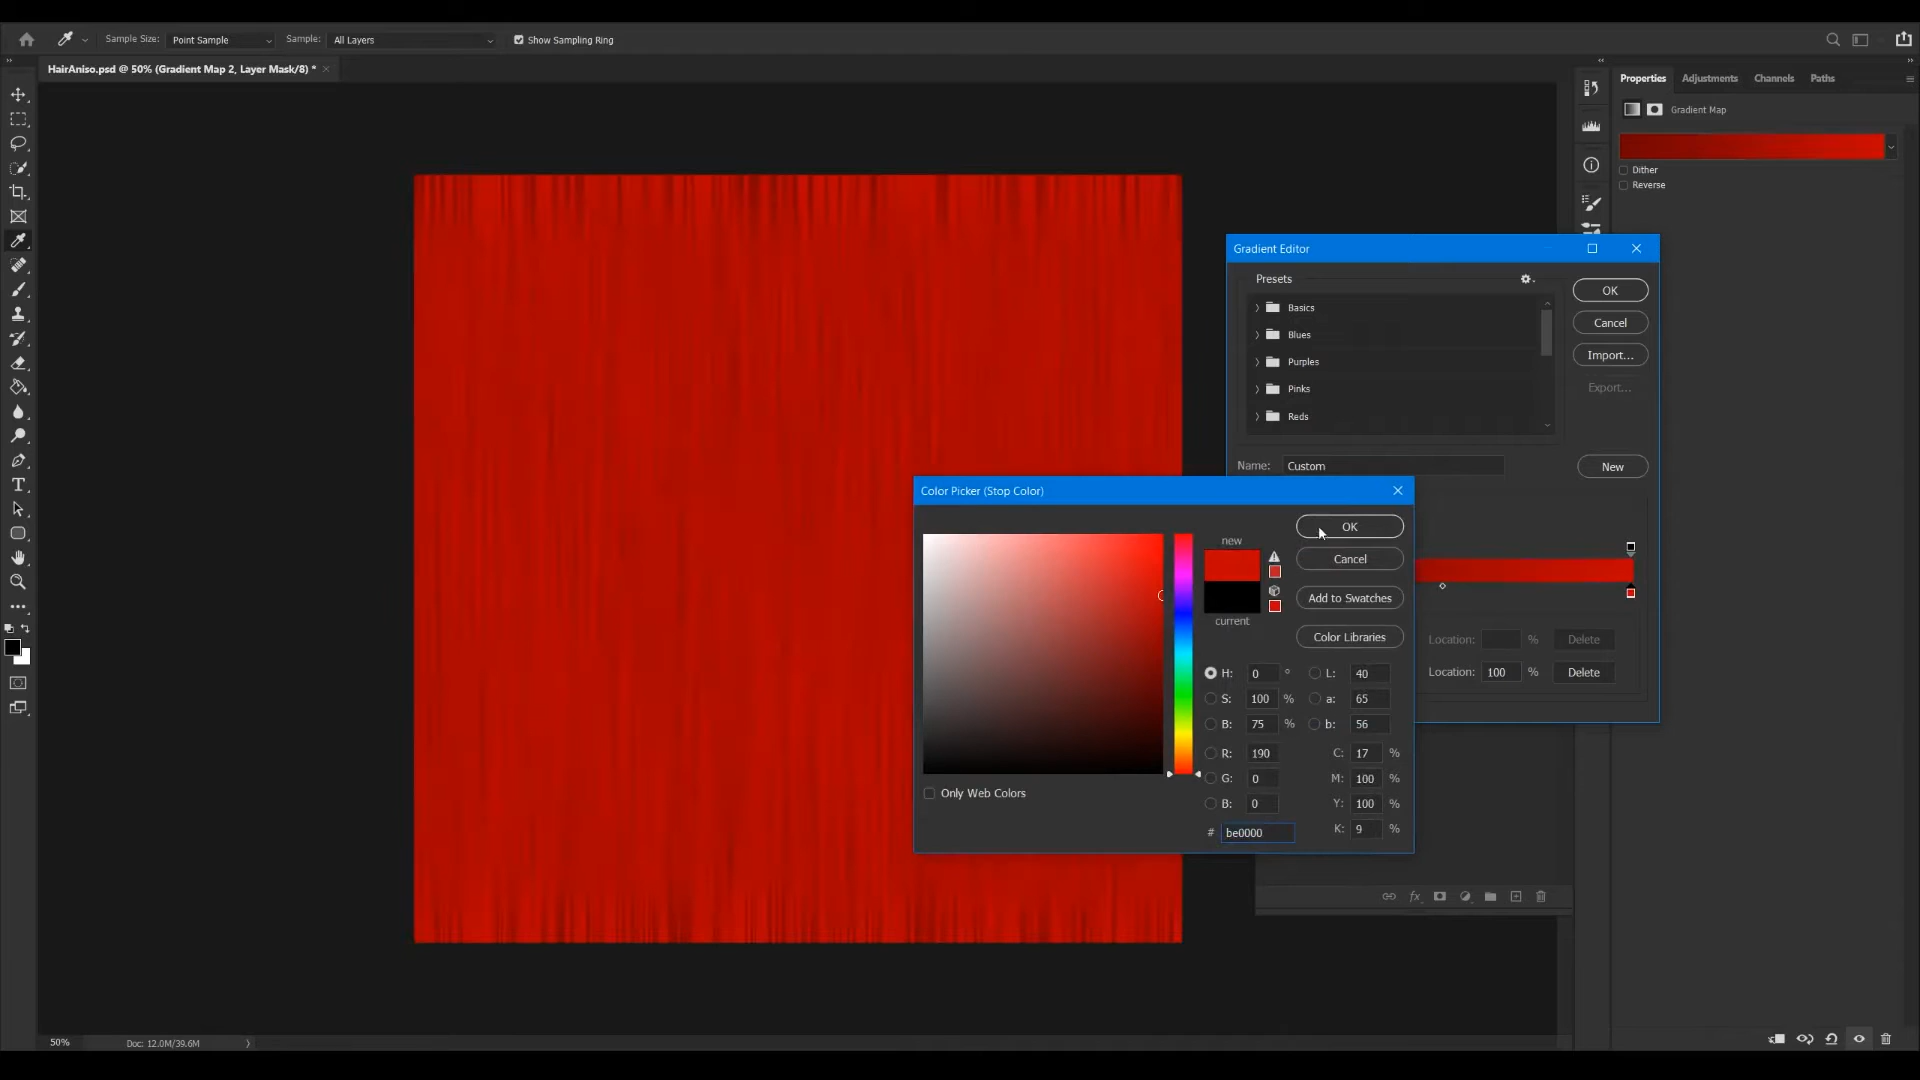 Sample Size: Point Sample Sample: All Layers Show Sampling Ring
HairAniso.psd @ 50% (Gradient Map 2, Layer Mask/8) *
Properties Adjustments Channels Paths
Gradient Map
Dither
Reverse
Gradient Editor
Presets
Basics
Blues
Purples
Pinks
Reds
OK
Cancel
Import...
Export...
Name: Custom
New
Location: %
Delete
Location: 100 %
Delete
Color Picker (Stop Color)
new
current
OK
Cancel
Add to Swatches
Color Libraries
H: 0 ° L: 40
S: 100 % a: 65
B: 75 % b: 56
R: 190 C: 17 %
G: 0 M: 100 %
B: 0 Y: 100 %
# be0000 K: 9 %
Only Web Colors
50% Doc: 12.0M/39.6M